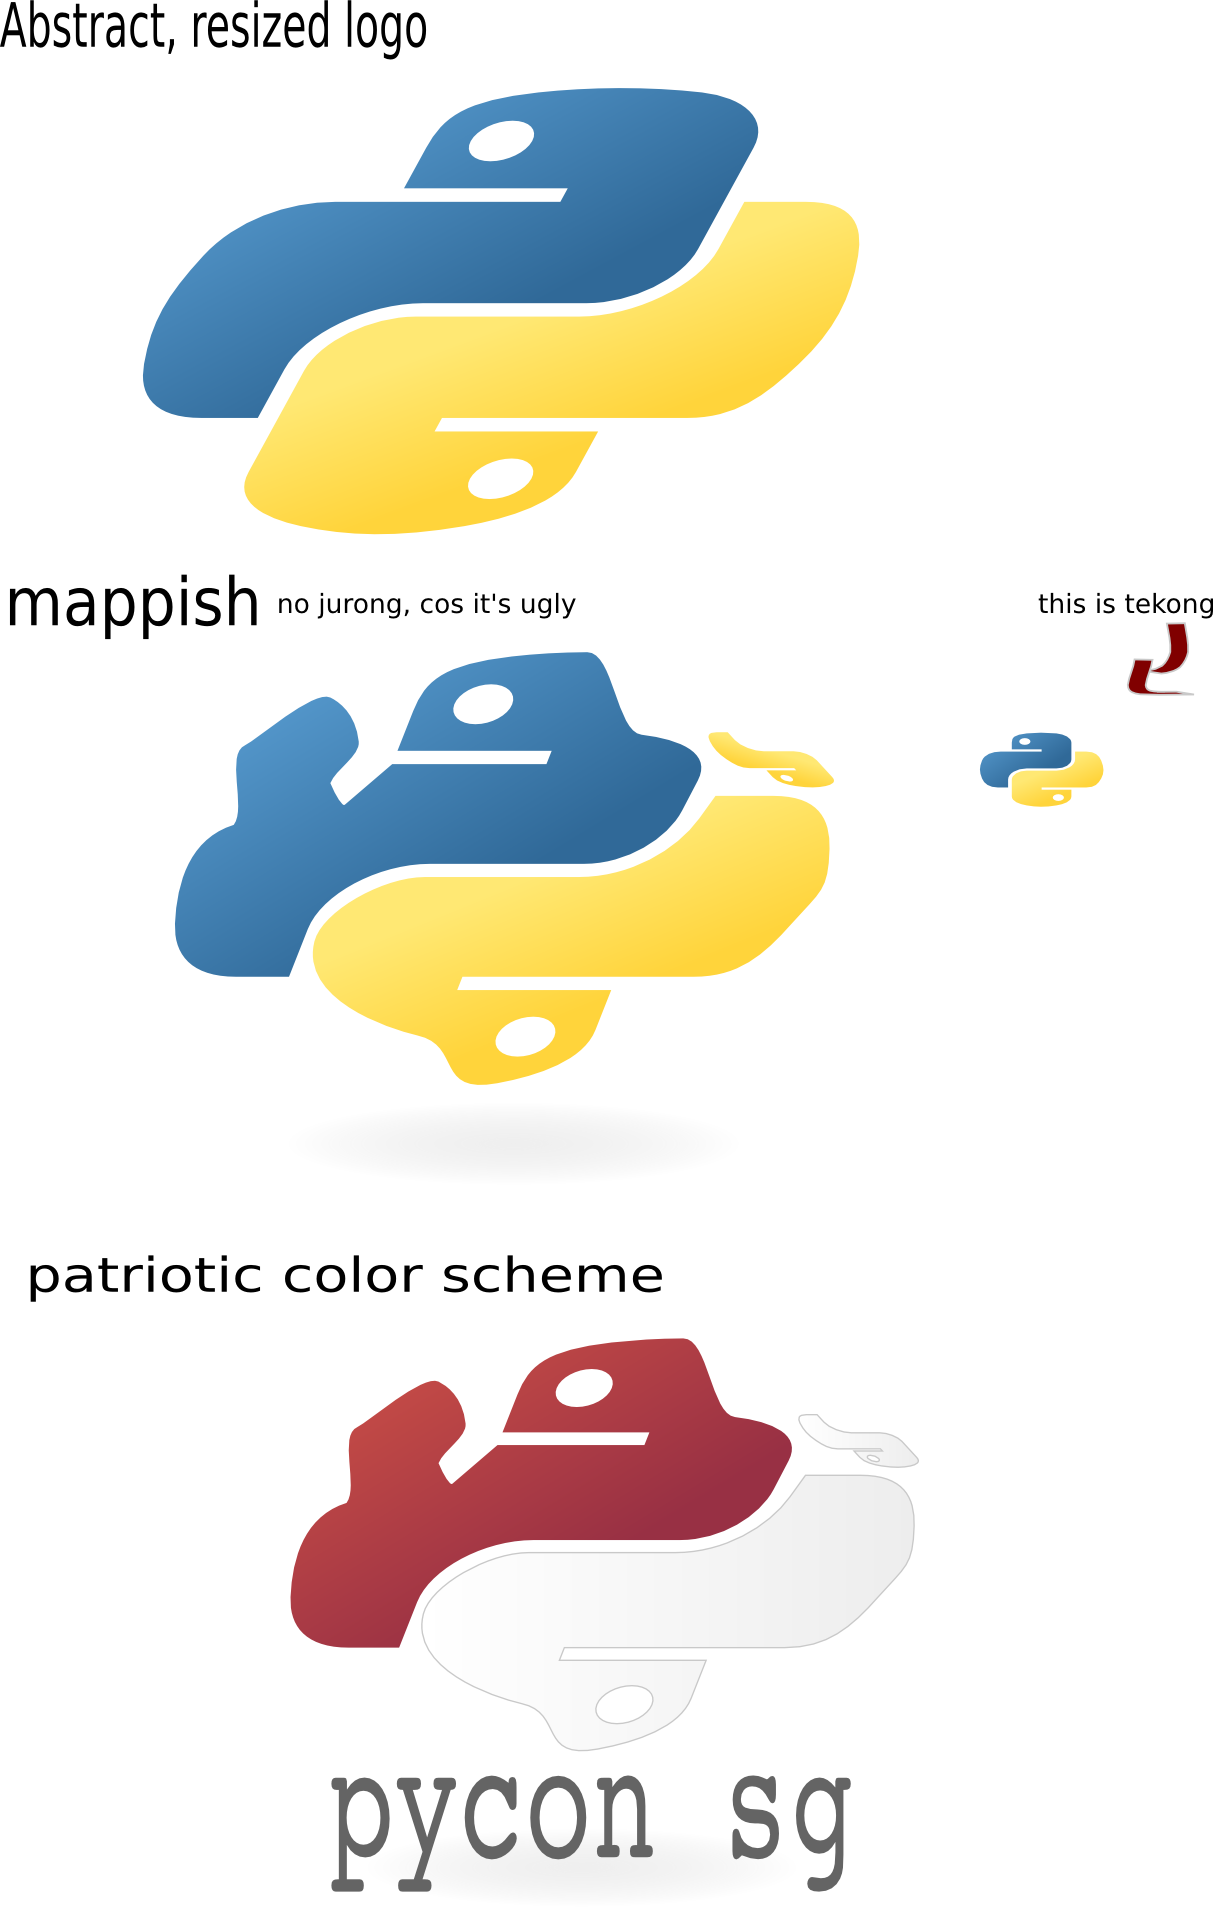 Abstract, resized logo
mappish no jurong, cos it's ugly
this is tekong
patriotic color scheme
pycon sg